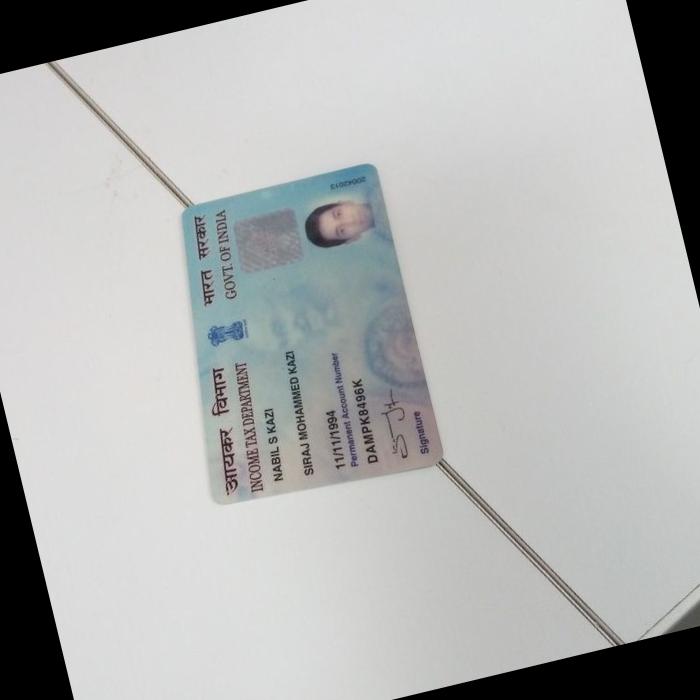 आयकर विभाग
INCOME TAX DEPARTMENT
भारत सरकार
GOVT. OF INDIA
NABIL S KAZI
SIRAJ MOHAMMED KAZI
11/11/1994
Permanent Account Number
DAMPK8496K
Signature
20042013